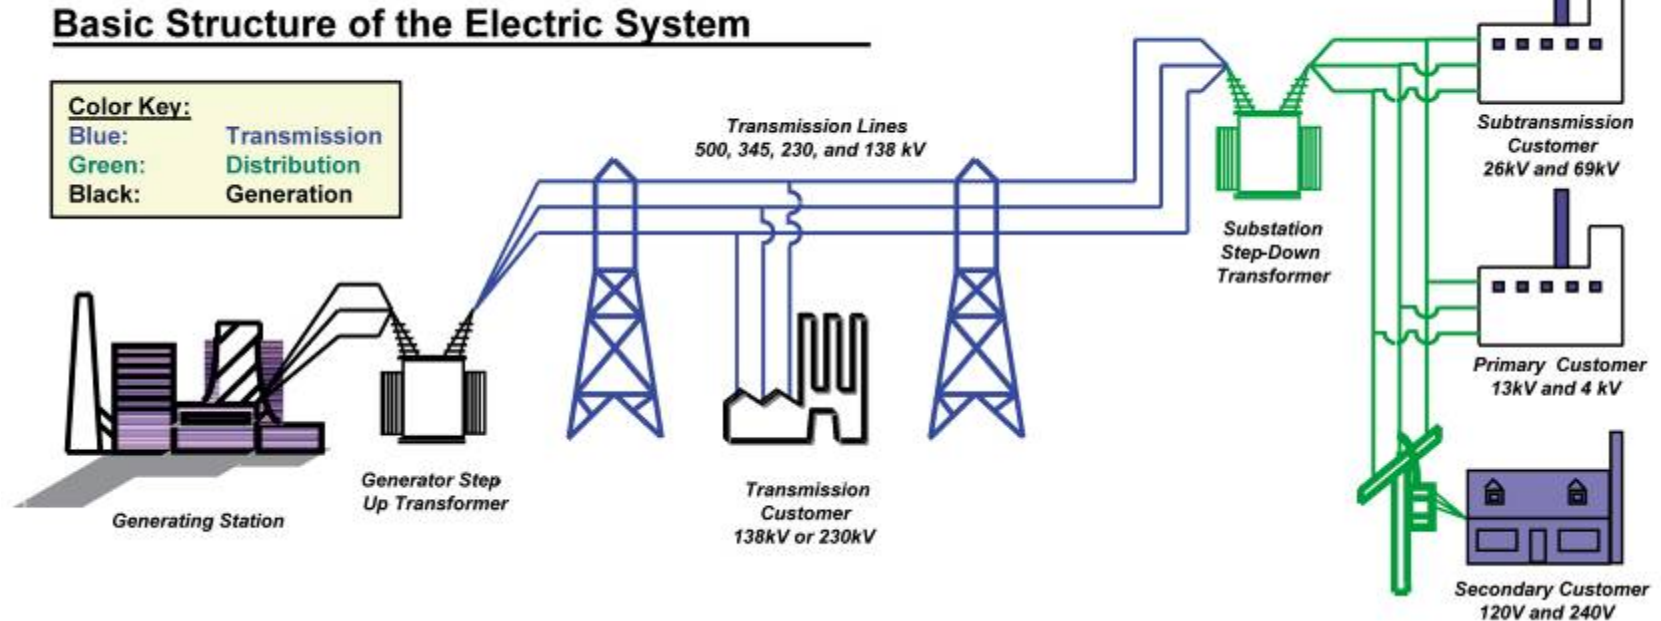 Basic Structure of the Electric System
Color Key:
Blue: Transmission
Green: Distribution
Black: Generation
Transmission Lines
500, 345, 230, and 138 kV
Subtransmission
Customer
26kV and 69kV
Substation
Step-Down
Transformer
Primary Customer
13kV and 4 kV
Generating Station
Generator Step
Up Transformer
Transmission
Customer
138kV or 230kV
Secondary Customer
120V and 240V